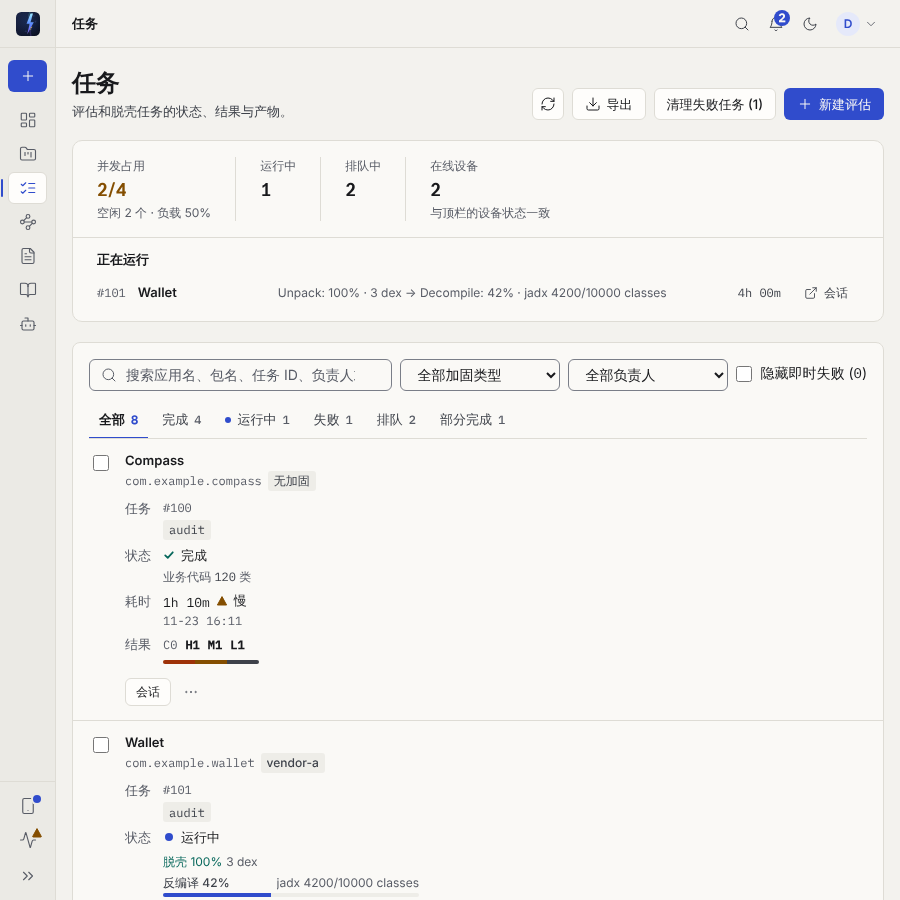 任务
2
D
任务
评估和脱壳任务的状态、结果与产物。
导出
清理失败任务 (1)
新建评估
并发占用
2/4
空闲 2 个 · 负载 50%
运行中
1
排队中
2
在线设备
2
与顶栏的设备状态一致
正在运行
#101 Wallet Unpack: 100% · 3 dex → Decompile: 42% · jadx 4200/10000 classes 4h 00m 会话
搜索应用名、包名、任务 ID、负责人
全部加固类型
全部负责人
隐藏即时失败 (0)
全部 8 完成 4 运行中 1 失败 1 排队 2 部分完成 1
Compass
com.example.compass 无加固
任务 #100
audit
状态 完成
业务代码 120 类
耗时 1h 10m 慢
11-23 16:11
结果 C0 H1 M1 L1
会话 ···
Wallet
com.example.wallet vendor-a
任务 #101
audit
状态 运行中
脱壳 100% 3 dex
反编译 42% jadx 4200/10000 classes